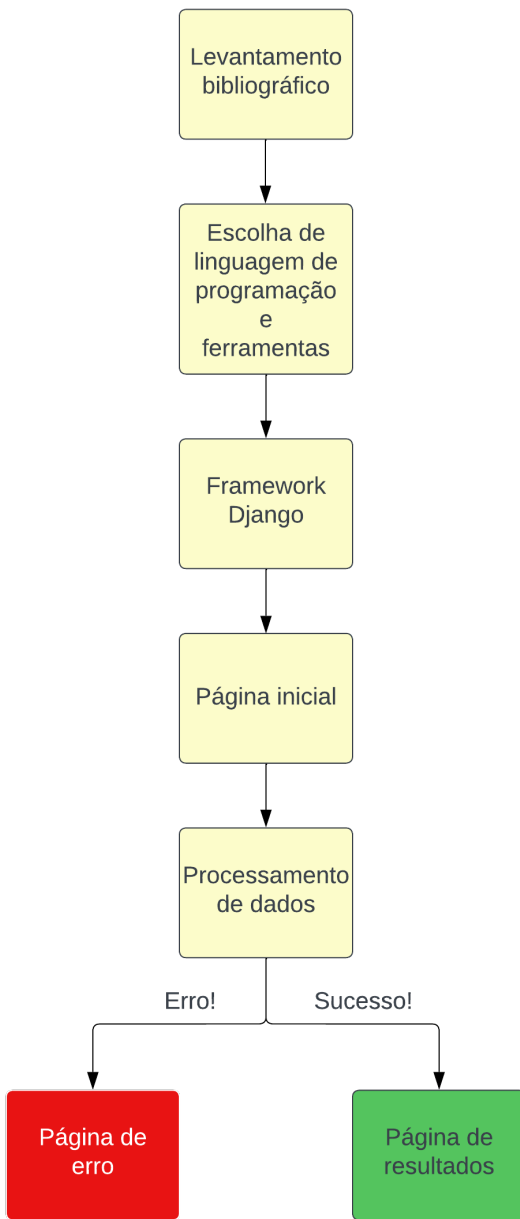 Levantamento
bibliográfico
Escolha de
linguagem de
programação
e
ferramentas
Framework
Django
Página inicial
Processamento
de dados
Erro!
Sucesso!
Página de
erro
Página de
resultados